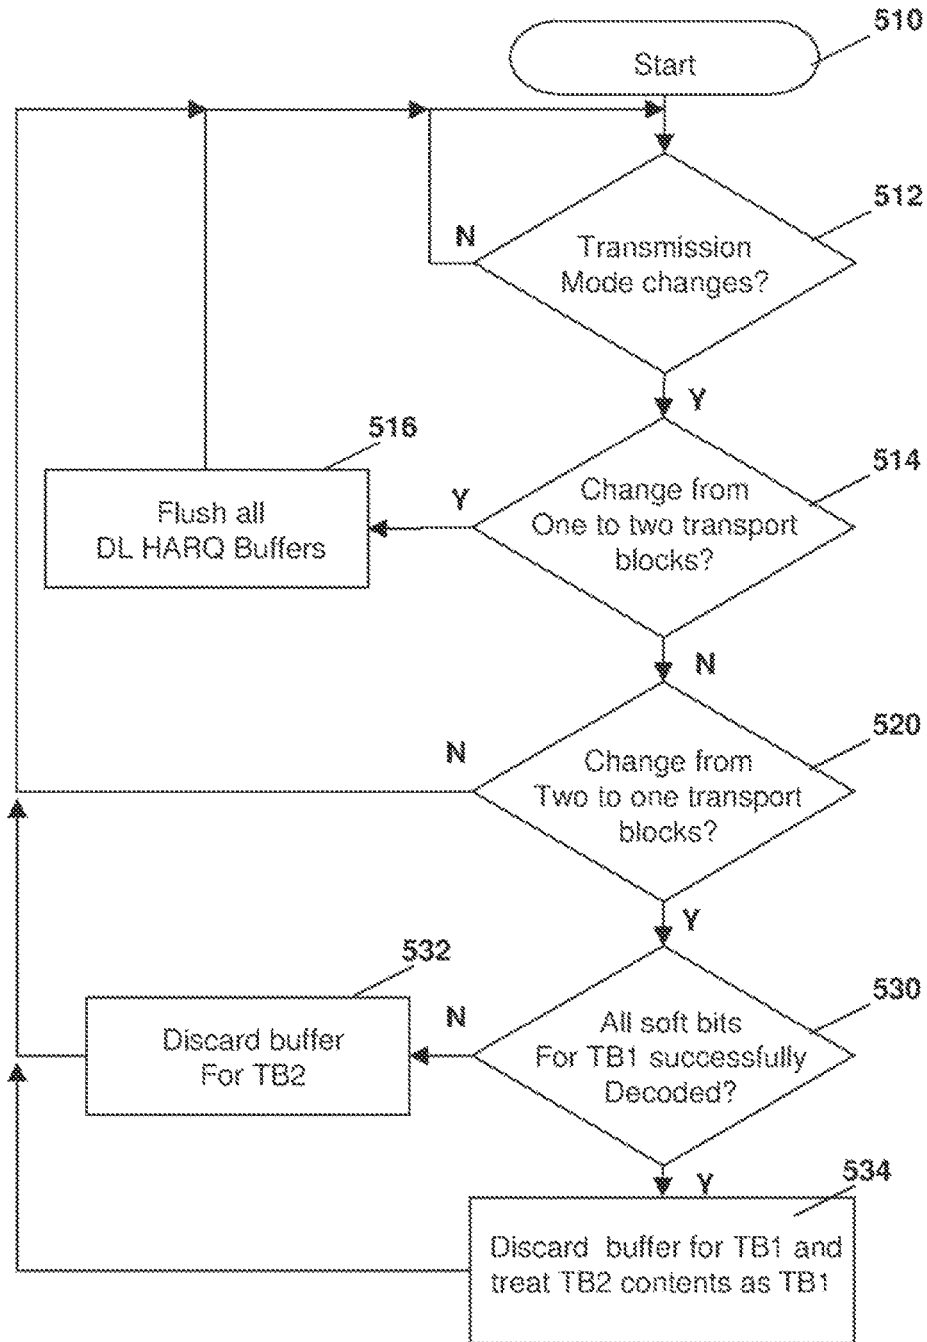 510
Start
512
N
Transmission
Mode changes?
Y
516
514
Flush all
DL HARQ Buffers
Y
Change from
One to two transport
blocks?
N
520
N
Change from
Two to one transport
blocks?
Y
532
530
Discard buffer
For TB2
N
All soft bits
For TB1 successfully
Decoded?
Y
534
Discard buffer for TB1 and
treat TB2 contents as TB1